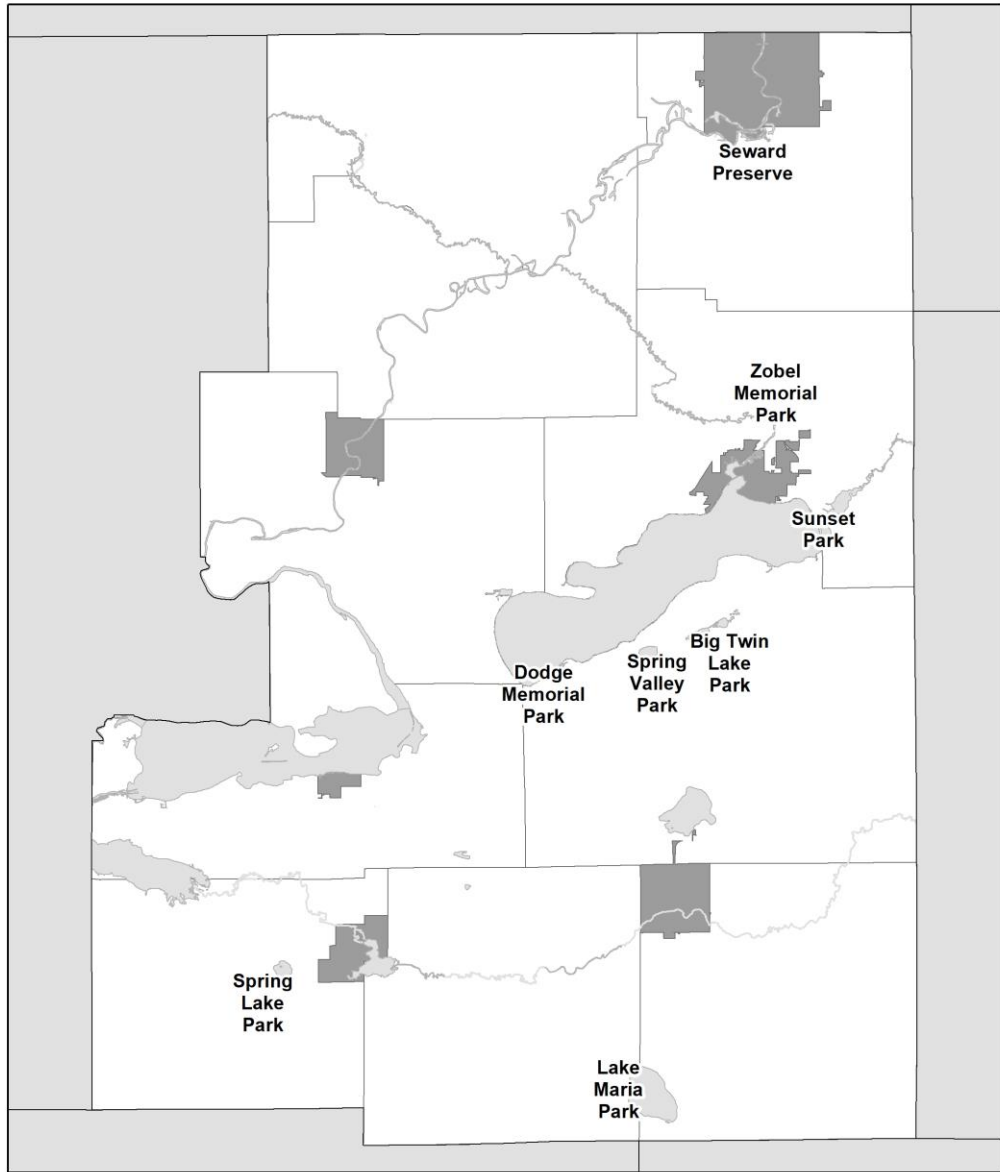 Seward
Preserve
Zobel
Memorial
Park
Sunset
Park
Big Twin
Lake
Park
Spring
Valley
Park
Dodge
Memorial
Park
Spring
Lake
Park
Lake
Maria
Park